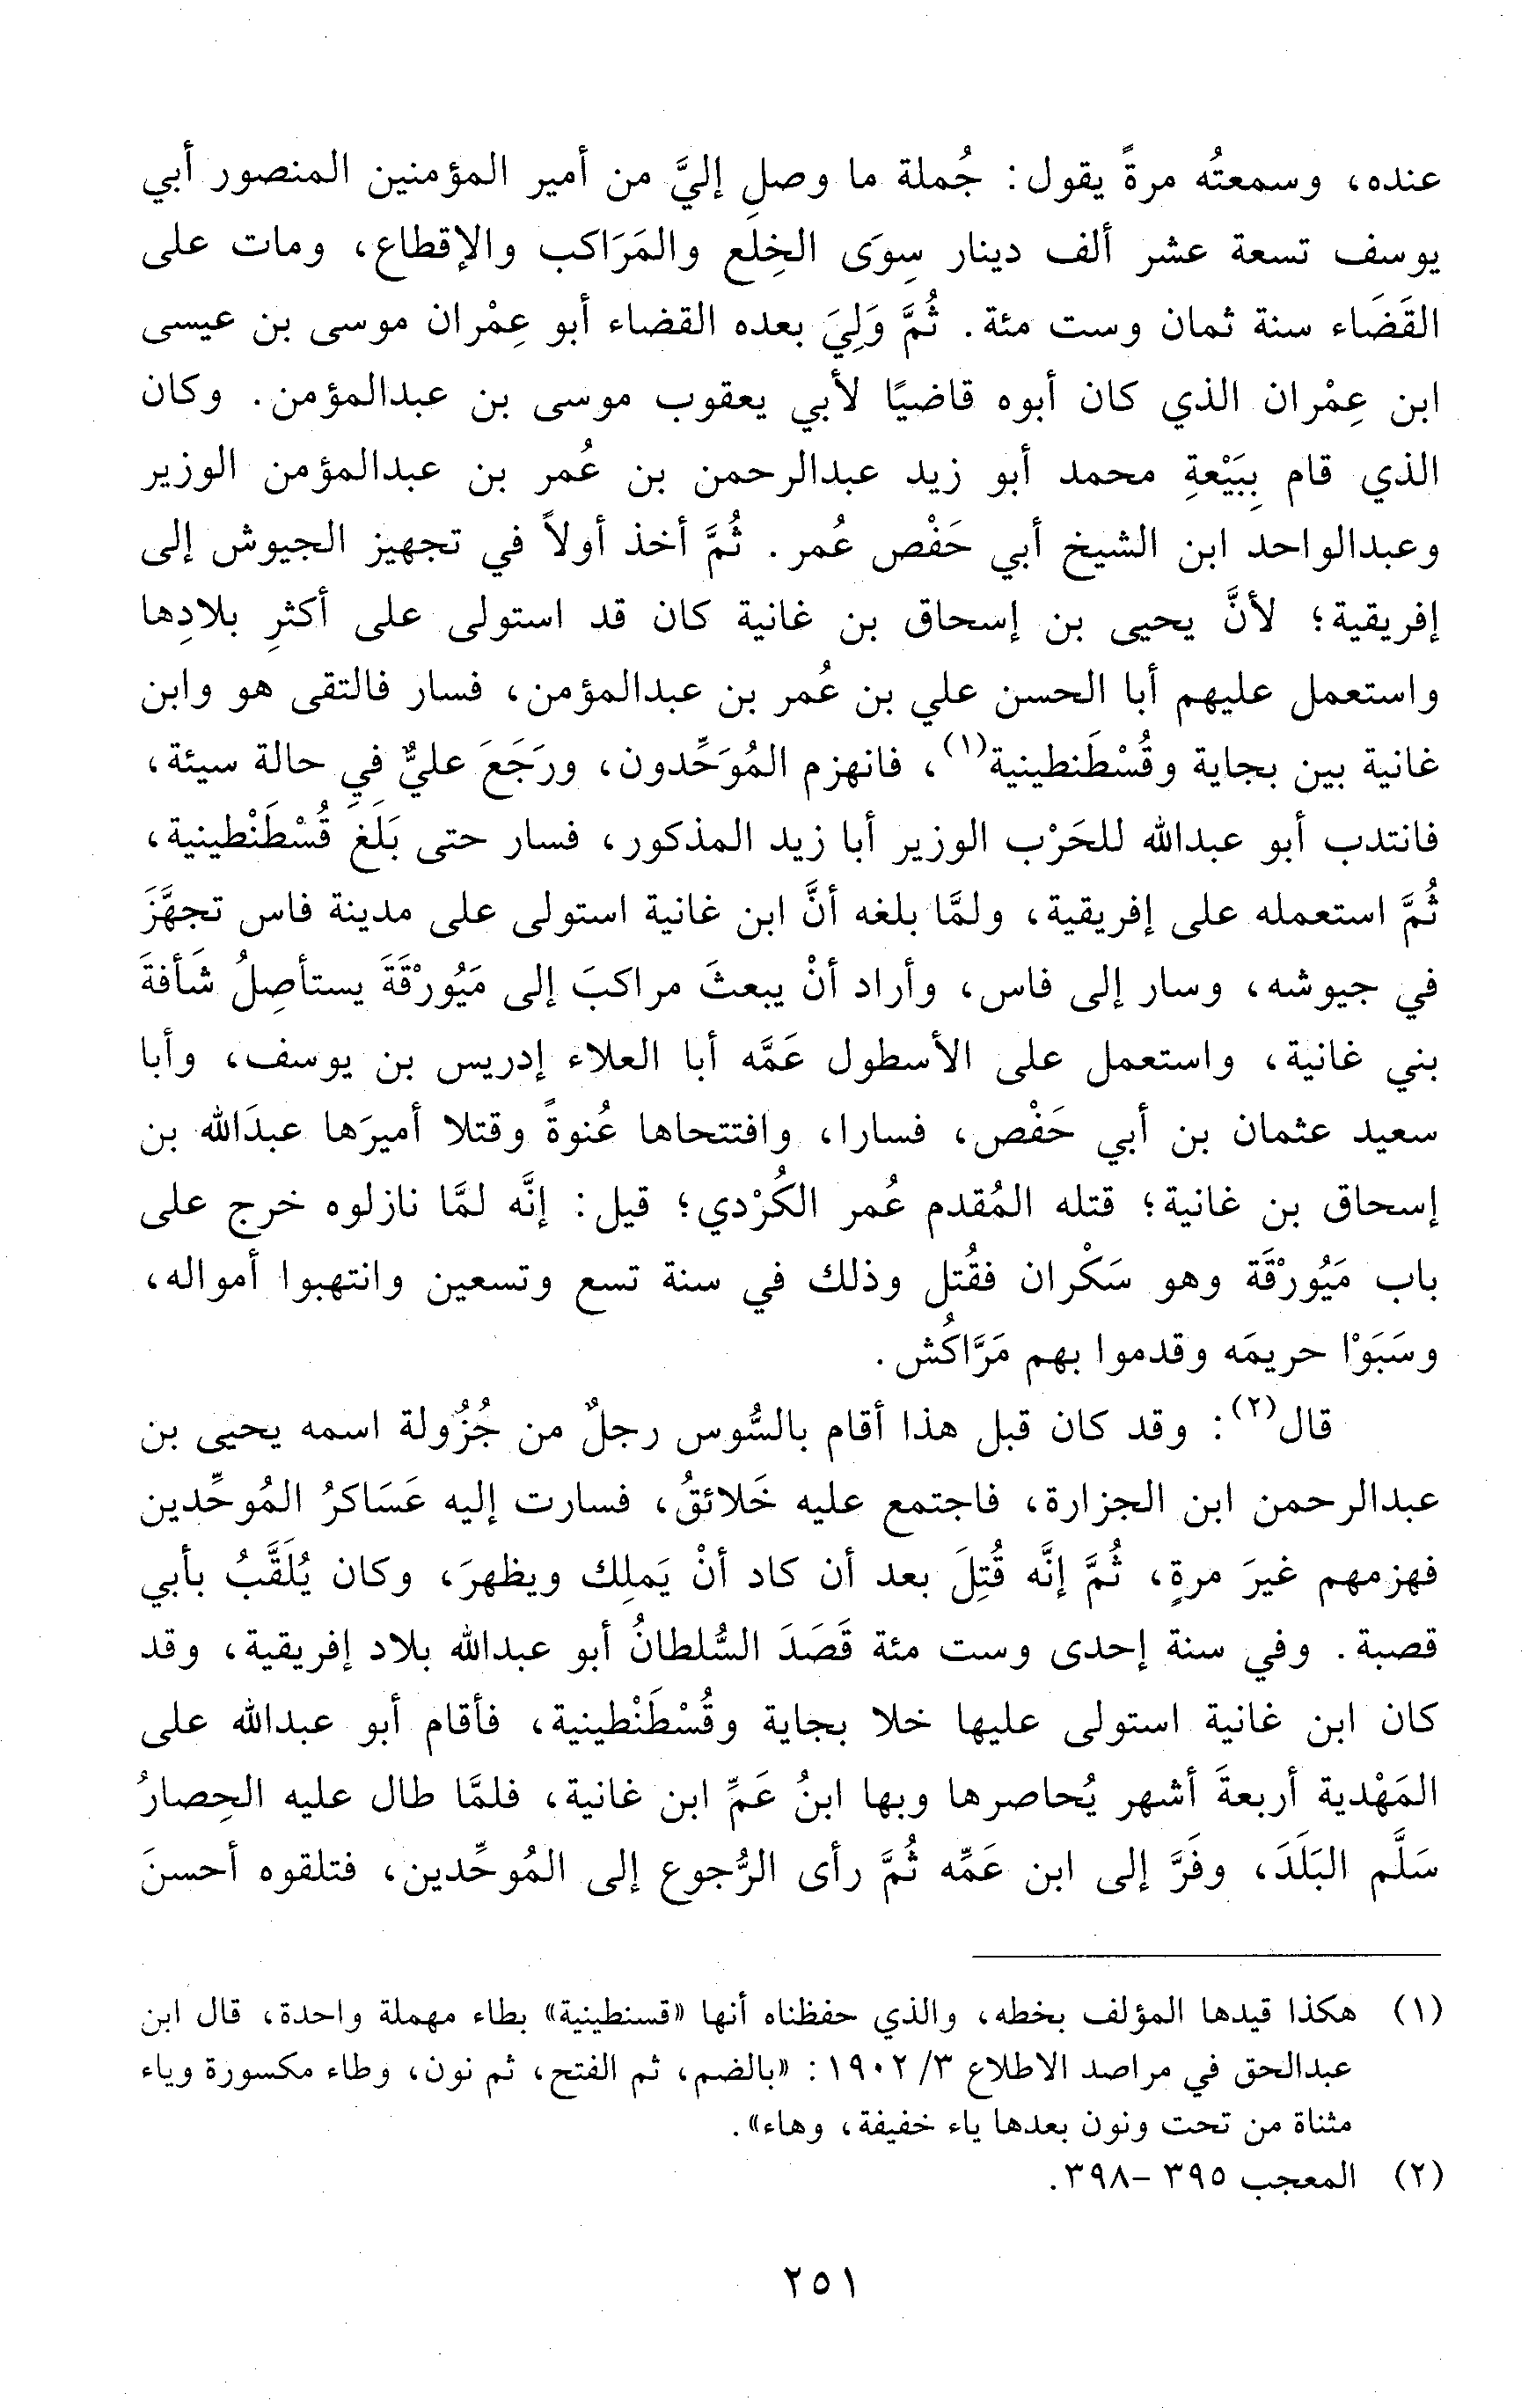 عنده، وسمعتُه مرةً يقول: جُملة ما وصل إليَّ من أمير المؤمنين المنصور أبي
يوسف تسعة عشر ألف دينار سِوَى الخِلَع والمَرَاكب والإقطاع، ومات على
القَضَاء سنة ثمان وست مئة. ثُمَّ وَلِيَ بعده القضاء أبو عِمْران موسى بن عيسى
ابن عِمْران الذي كان أبوه قاضيًا لأبي يعقوب موسى بن عبدالمؤمن. وكان
الذي قام بِبَيْعةِ محمد أبو زيد عبدالرحمن بن عُمر بن عبدالمؤمن الوزير
وعبدالواحد ابن الشيخ أبي حَفْص عُمر. ثُمَّ أخذ أولاً في تجهيز الجيوش إلى
إفريقية؛ لأنَّ يحيى بن إسحاق بن غانية كان قد استولى على أكثرِ بلادِها
واستعمل عليهم أبا الحسن علي بن عُمر بن عبدالمؤمن، فسار فالتقى هو وابن
غانية بين بجاية وقُسْطَنطينية(١)، فانهزم المُوَحِّدون، ورَجَعَ عليٌّ في حالة سيئة،
فانتدب أبو عبدالله للحَرْب الوزير أبا زيد المذكور، فسار حتى بَلَغَ قُسْطَنْطينية،
ثُمَّ استعمله على إفريقية، ولمَّا بلغه أنَّ ابن غانية استولى على مدينة فاس تجهَّزَ
في جيوشه، وسار إلى فاس، وأراد أنْ يبعثَ مراكبَ إلى مَيُورْقَةَ يستأصِلُ شَأفةَ
بني غانية، واستعمل على الأسطول عَمَّه أبا العلاء إدريس بن يوسف، وأبا
سعيد عثمان بن أبي حَفْص، فسارا، وافتتحاها عُنوةً وقتلا أميرَها عبدَالله بن
إسحاق بن غانية؛ قتله المُقدم عُمر الكُرْدي؛ قيل: إنَّه لمَّا نازلوه خرج على
باب مَيُورْقَة وهو سَكْران فقُتل وذلك في سنة تسع وتسعين وانتهبوا أمواله،
وسَبَوْا حريمَه وقدموا بهم مَرَّاكُش.
قال(٢): وقد كان قبل هذا أقام بالسُّوس رجلٌ من جُزُولة اسمه يحيى بن
عبدالرحمن ابن الجزارة، فاجتمع عليه خَلائقُ، فسارت إليه عَسَاكرُ المُوحِّدين
فهزمهم غيرَ مرةٍ، ثُمَّ إنَّه قُتِلَ بعد أن كاد أنْ يَملِك ويظهرَ، وكان يُلَقَّبُ بأبي
قصبة. وفي سنة إحدى وست مئة قَصَدَ السُّلطانُ أبو عبدالله بلاد إفريقية، وقد
كان ابن غانية استولى عليها خلا بجاية وقُسْطَنْطينية، فأقام أبو عبدالله على
المَهْدية أربعةَ أشهر يُحاصرها وبها ابنُ عَمِّ ابن غانية، فلمَّا طال عليه الحِصارُ
سَلَّم البَلَدَ، وفَرَّ إلى ابن عَمِّه ثُمَّ رأى الرُّجوع إلى المُوحِّدين، فتلقوه أحسنَ
(١) هكذا قيدها المؤلف بخطه، والذي حفظناه أنها «قسنطينية» بطاء مهملة واحدة، قال ابن
عبدالحق في مراصد الاطلاع ٣/ ١٩٠٢: «بالضم، ثم الفتح، ثم نون، وطاء مكسورة وياء
مثناة من تحت ونون بعدها ياء خفيفة، وهاء».
(٢) المعجب ٣٩٥ -٣٩٨.
٢٥١